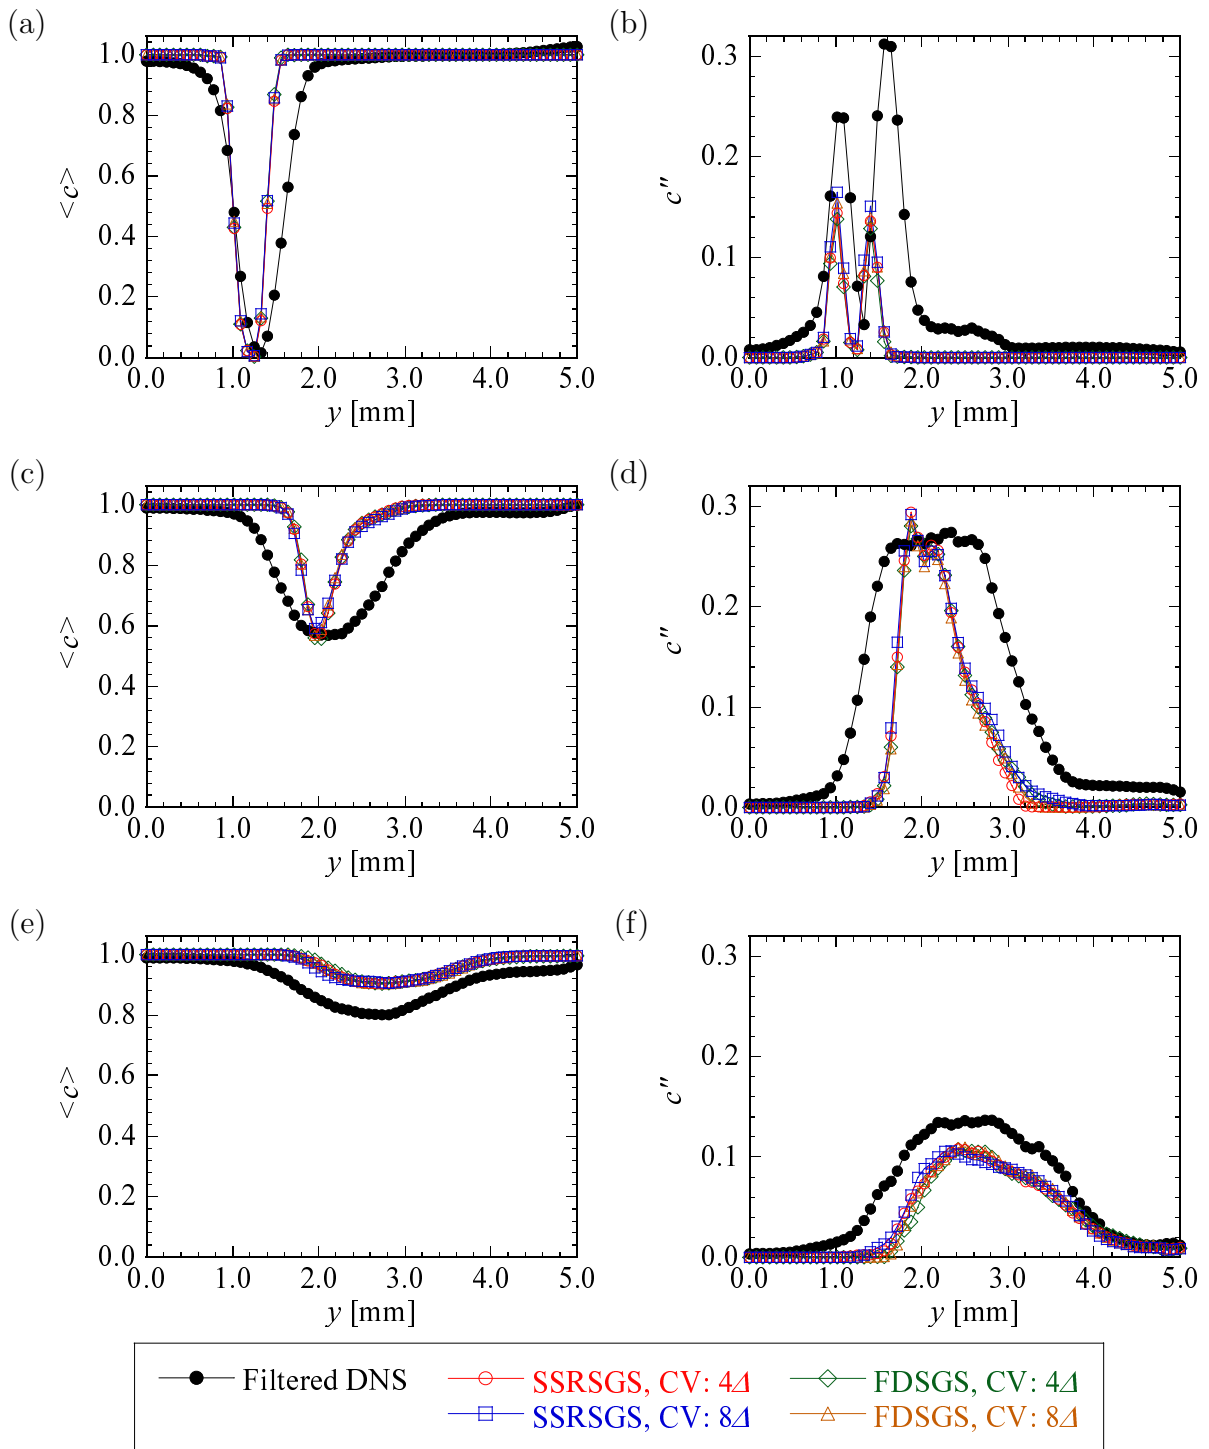 (a)
1.0
0.8
0.6
0.4
0.2
0.0
<c>
0.0 1.0 2.0 3.0 4.0 5.0
y [mm]
(b)
0.3
0.2
0.1
0.0
c″
0.0 1.0 2.0 3.0 4.0 5.0
y [mm]
(c)
1.0
0.8
0.6
0.4
0.2
0.0
<c>
0.0 1.0 2.0 3.0 4.0 5.0
y [mm]
(d)
0.3
0.2
0.1
0.0
c″
0.0 1.0 2.0 3.0 4.0 5.0
y [mm]
(e)
1.0
0.8
0.6
0.4
0.2
0.0
<c>
0.0 1.0 2.0 3.0 4.0 5.0
y [mm]
(f)
0.3
0.2
0.1
0.0
c″
0.0 1.0 2.0 3.0 4.0 5.0
y [mm]
Filtered DNS
SSRSGS, CV: 4Δ
FDSGS, CV: 4Δ
SSRSGS, CV: 8Δ
FDSGS, CV: 8Δ